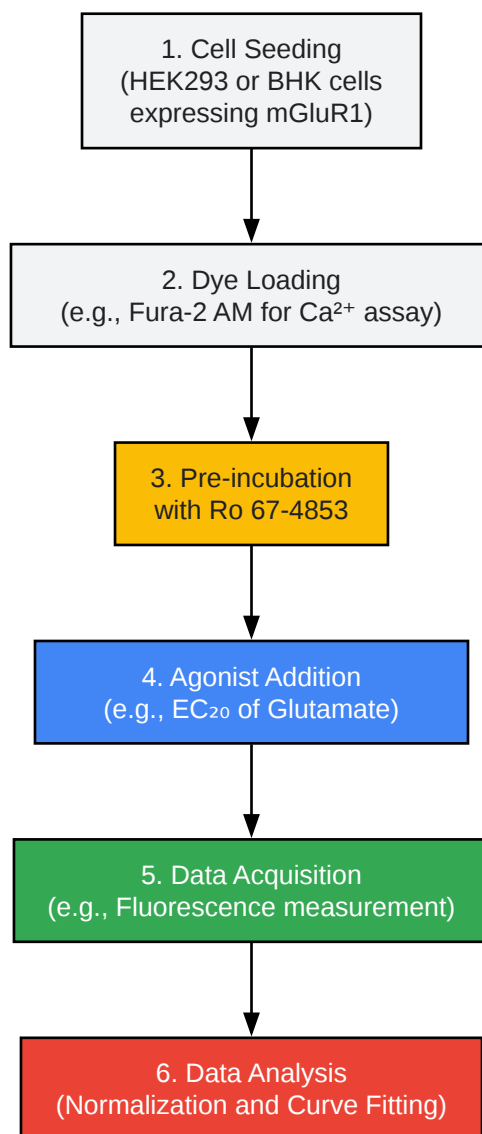 1. Cell Seeding
(HEK293 or BHK cells
expressing mGluR1)
2. Dye Loading
(e.g., Fura-2 AM for Ca²⁺ assay)
3. Pre-incubation
with Ro 67-4853
4. Agonist Addition
(e.g., EC₂₀ of Glutamate)
5. Data Acquisition
(e.g., Fluorescence measurement)
6. Data Analysis
(Normalization and Curve Fitting)